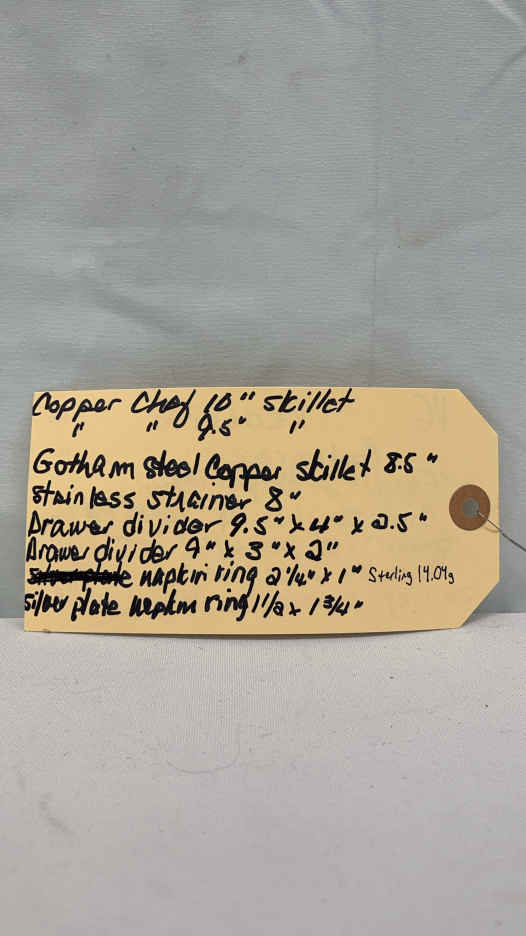 Copper Chef 10" skillet
" " 9.5" "
Gotham steel Copper skillet 8.5"
Stainless strainer 8"
Drawer divider 9.5" x 4" x 2.5"
Drawer divider 9" x 3" x 2"
napkin ring 2 1/4" x 1" Sterling 14.04g
silver plate napkin ring 1 1/2 x 1 3/4"